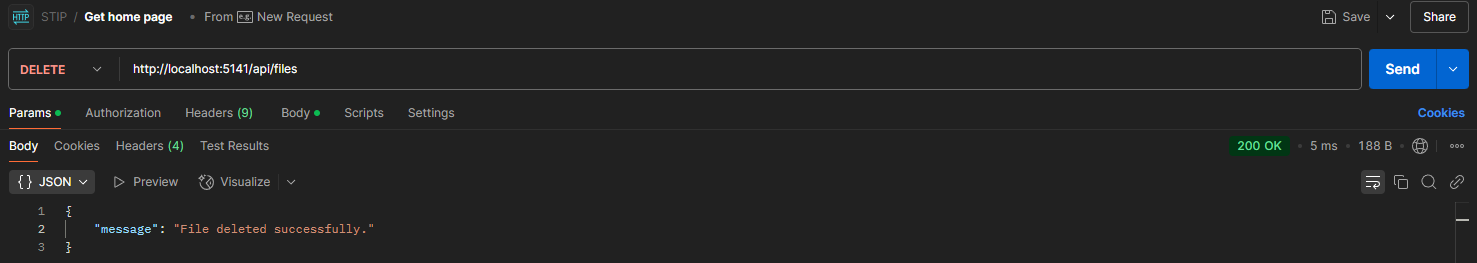 HTTP STIP / Get home page From e.g. New Request Save Share
DELETE http://localhost:5141/api/files Send
Params Authorization Headers (9) Body Scripts Settings Cookies
Body Cookies Headers (4) Test Results 200 OK 5 ms 188 B
{} JSON Preview Visualize
1 {
2 "message": "File deleted successfully."
3 }